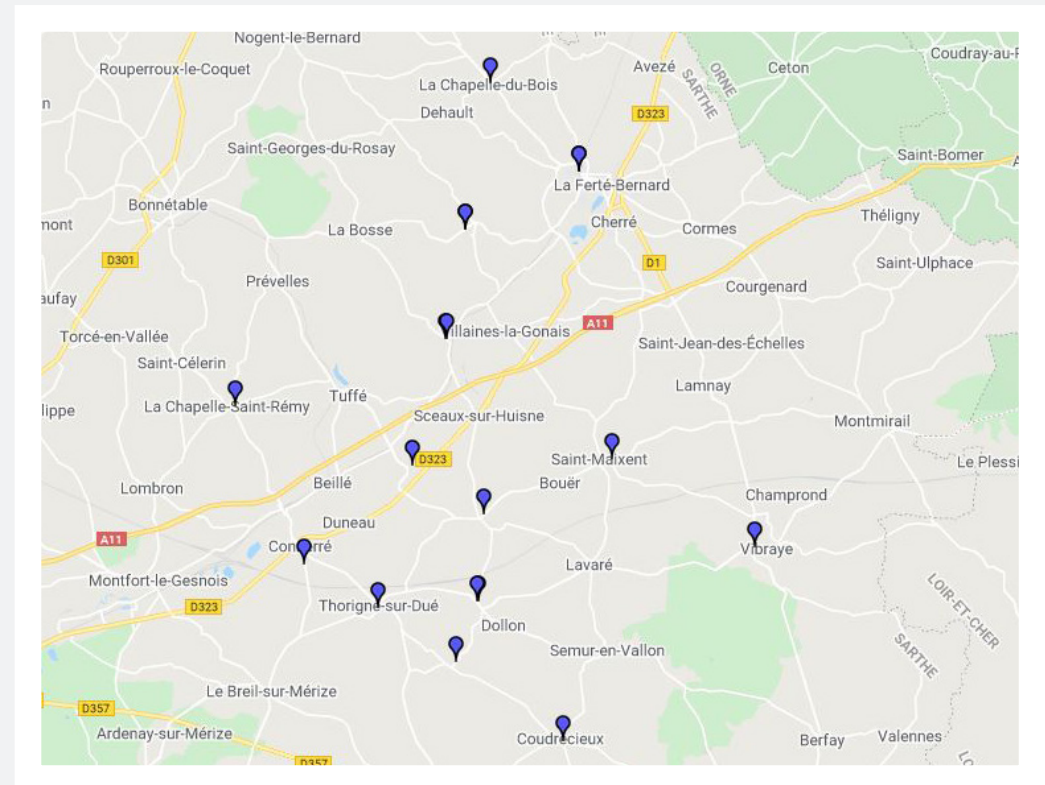 Nogent-le-Bernard
Coudray-au-
Rouperroux-le-Coquet
Avezé
Ceton
La Chapelle-du-Bois
ORNE
SARTHE
Dehault
D323
Saint-Georges-du-Rosay
Saint-Bomer
La Ferté-Bernard
Bonnétable
Théligny
Cherré
mont
La Bosse
Cormes
D301
D1
Saint-Ulphace
Prévelles
Courgenard
aufay
A11
Torcé-en-Vallée
Villaines-la-Gonais
Saint-Jean-des-Échelles
Saint-Célerin
Lamnay
Tuffé
La Chapelle-Saint-Rémy
lippe
Sceaux-sur-Huisne
Montmirail
D323
Saint-Maixent
Le Plessi
Beillé
Bouër
Lombron
Champrond
Duneau
A11
Connerré
Vibraye
Lavaré
Montfort-le-Gesnois
LOIR-ET-CHER
SARTHE
D323
Thorigné-sur-Dué
Dollon
Semur-en-Vallon
Le Breil-sur-Mérize
D357
Ardenay-sur-Mérize
Coudrecieux
Berfay
Valennes
D357